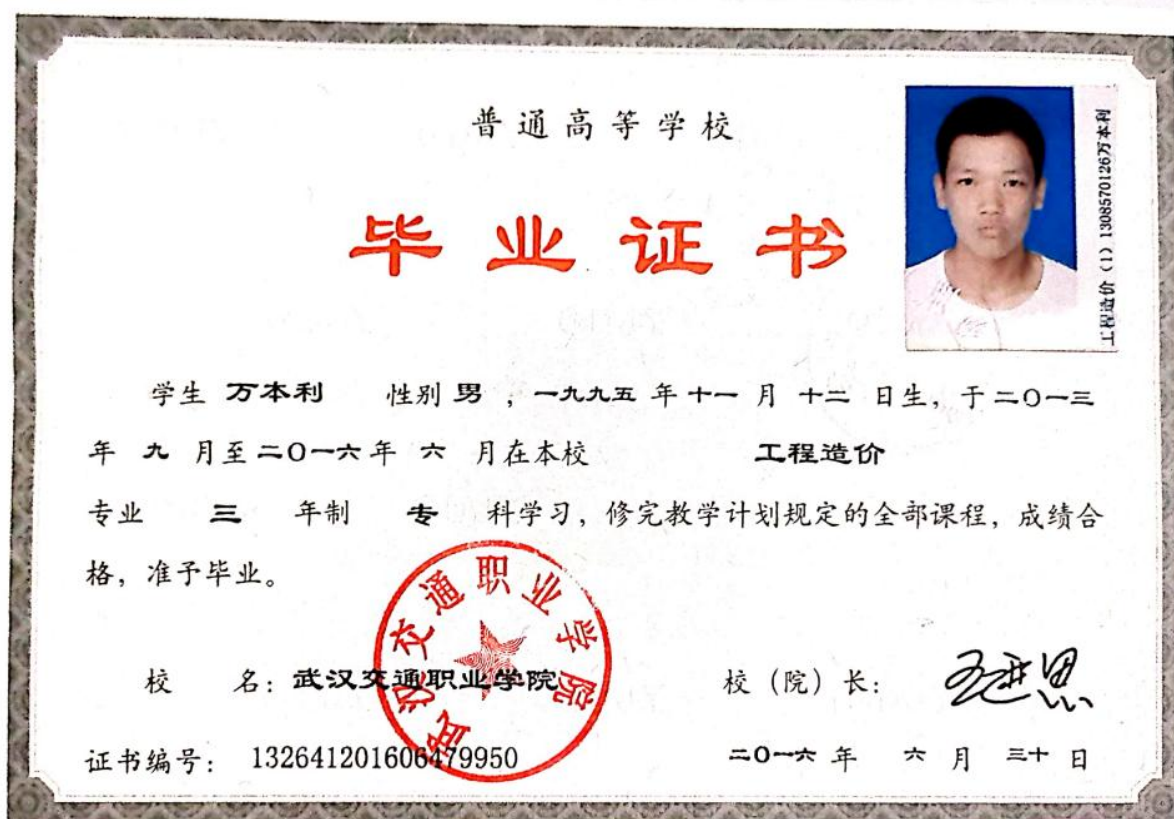 普通高等学校
毕业证书
工程造价（1）13085570126万本利
学生 万本利 性别 男 ，一九九五 年 十一 月 十二 日生，于 二〇一三
年 九 月至 二〇一六 年 六 月在本校 工程造价
专业 三 年制 专 科学习，修完教学计划规定的全部课程，成绩合
格，准予毕业。
武汉交通职业学院
校 名：武汉交通职业学院 校（院）长：
证书编号：132641201606479950 二〇一六 年 六 月 三十 日